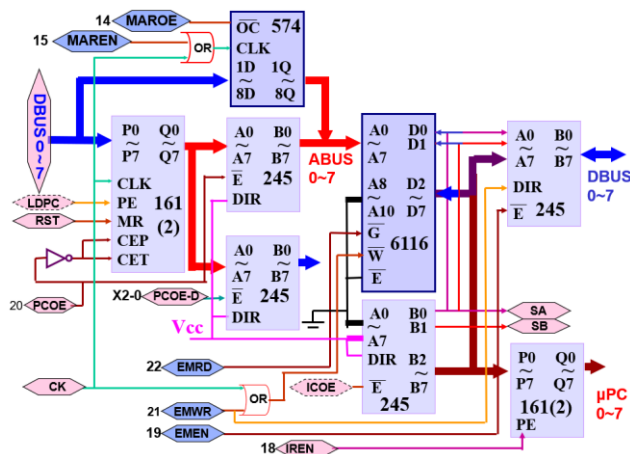 14 MAROE
15 MAREN
OR
OC 574
CLK
1D 1Q
~ ~
8D 8Q
DBUS 0~7
P0 Q0
~ ~
P7 Q7
CLK
PE 161
MR (2)
CEP
CET
LDPC
RST
20 PCOE
A0 B0
~ ~
A7 B7
E 245
DIR
ABUS
0~7
A0 D0
~ D1
A7
A8 D2
~ ~
A10 D7
G
W 6116
E
A0 B0
~ ~
A7 B7
DIR
E 245
DBUS
0~7
X2-0 PCOE-D
A0 B0
~ ~
A7 B7
E 245
DIR
Vcc
A0 B0
~ B1
A7
DIR B2
~
E B7
245
SA
SB
22 EMRD
ICOE
CK
OR
21 EMWR
19 EMEN
18 IREN
P0 Q0
~ ~
P7 Q7
161(2)
PE
μPC
0~7